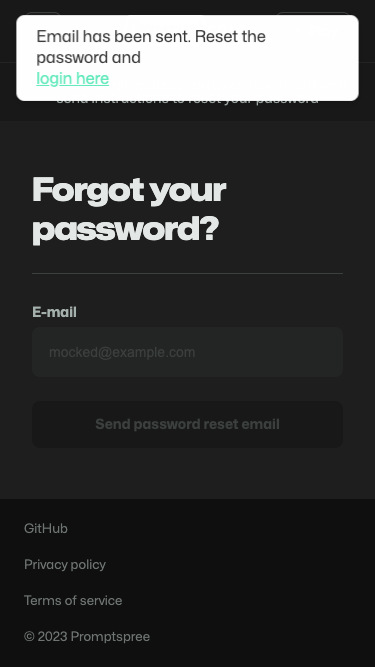 Email has been sent. Reset the
password and
login here
send instructions to reset your password
Forgot your
password?
E-mail
mocked@example.com
Send password reset email
GitHub
Privacy policy
Terms of service
© 2023 Promptspree